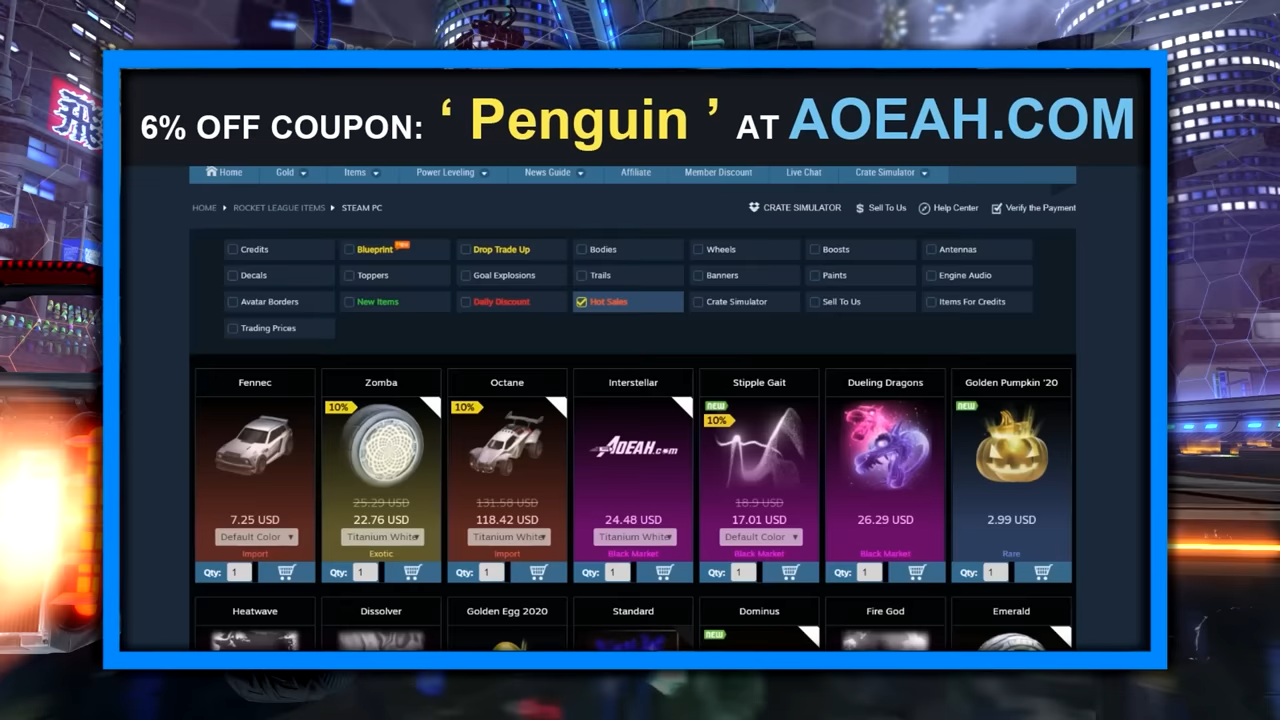 6% OFF COUPON: ‘ Penguin ’ AT AOEAH.COM
Home Gold Items Power Leveling News Guide Affiliate Member Discount Live Chat Crate Simulator
HOME RocKET LEAGUE ITEMS STEAM PC CRATE SIMULATOR $ Sell To Us Help Center Verify the Payment
Credits Blueprint Drop Trade Up Bodies Wheels Boosts Antennas
Decals Toppers Goal Explosions Trails Banners Paints Engine Audio
Avatar Borders New Items Daily Discount Hot Sales Crate Simulator Sell To Us Items For Credits
Trading Prices
Fennec Zomba Octane Interstellar Stipple Gait Dueling Dragons Golden Pumpkin '20
10% 10% NEW NEW
10%
AOEAH.COM
25.29 USD 131.58 USD 18.9 USD
7.25 USD 22.76 USD 118.42 USD 24.48 USD 17.01 USD 26.29 USD 2.99 USD
Default Color Titanium White Titanium White Titanium White Default Color
Import Exotic Import Black Market Black Market Black Market Rare
Qty: 1 Qty: 1 Qty: 1 Qty: 1 Qty: 1 Qty: 1 Qty: 1
Heatwave Dissolver Golden Egg 2020 Standard Dominus Fire God Emerald
NEW